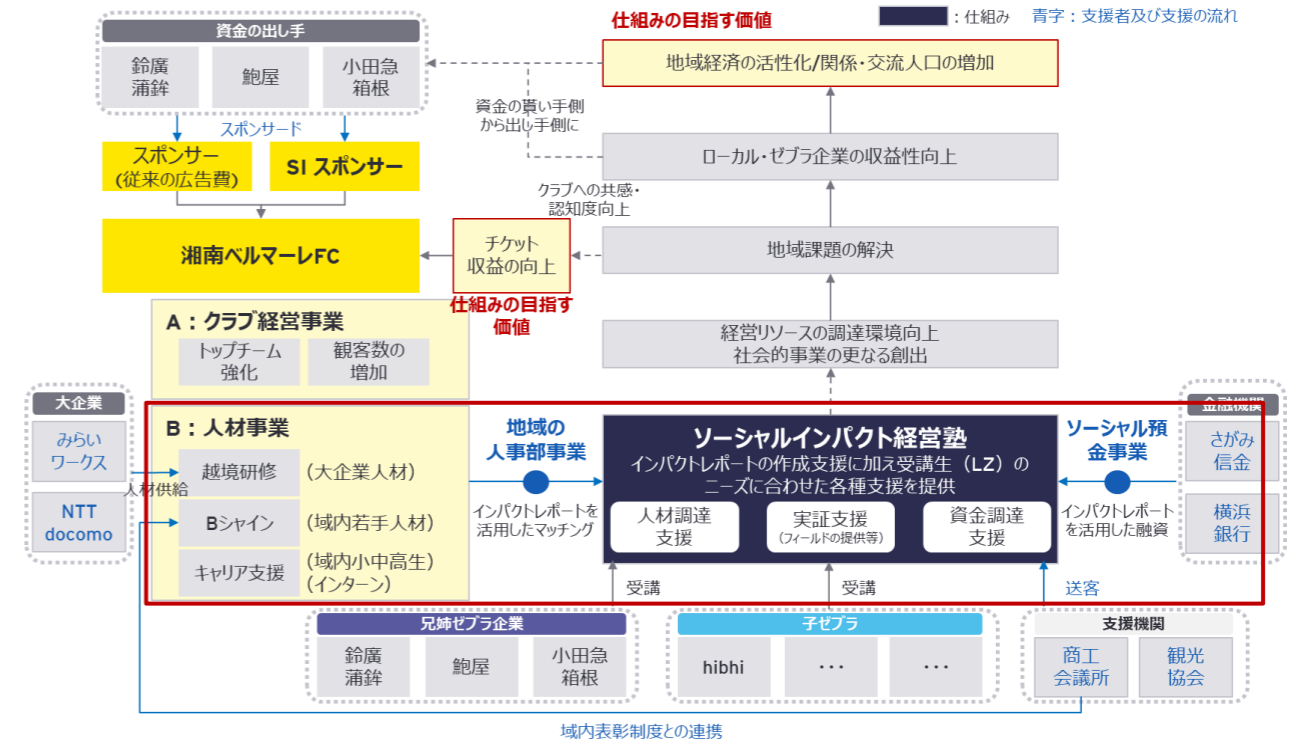 仕組みの目指す価値
：仕組み
青字：支援者及び支援の流れ
資金の出し手
鈴廣
蒲鉾
鮑屋
小田急
箱根
地域経済の活性化/関係・交流人口の増加
資金の貰い手側
から出し手側に
スポンサード
スポンサー
(従来の広告費)
SI スポンサー
ローカル・ゼブラ企業の収益性向上
クラブへの共感・
認知度向上
湘南ベルマーレFC
チケット
収益の向上
地域課題の解決
仕組みの目指す
価値
A：クラブ経営事業
トップチーム
強化
観客数の
増加
経営リソースの調達環境向上
社会的事業の更なる創出
大企業
みらい
ワークス
NTT
docomo
人材供給
B：人材事業
越境研修
(大企業人材)
Bシャイン
(域内若手人材)
キャリア支援
(域内小中高生)
(インターン)
地域の
人事部事業
インパクトレポートを
活用したマッチング
ソーシャルインパクト経営塾
インパクトレポートの作成支援に加え受講生（LZ）の
ニーズに合わせた各種支援を提供
人材調達
支援
実証支援
(フィールドの提供等)
資金調達
支援
ソーシャル預
金事業
インパクトレポート
を活用した融資
金融機関
さがみ
信金
横浜
銀行
受講
受講
送客
兄姉ゼブラ企業
鈴廣
蒲鉾
鮑屋
小田急
箱根
子ゼブラ
hibhi
・・・
・・・
支援機関
商工
会議所
観光
協会
域内表彰制度との連携